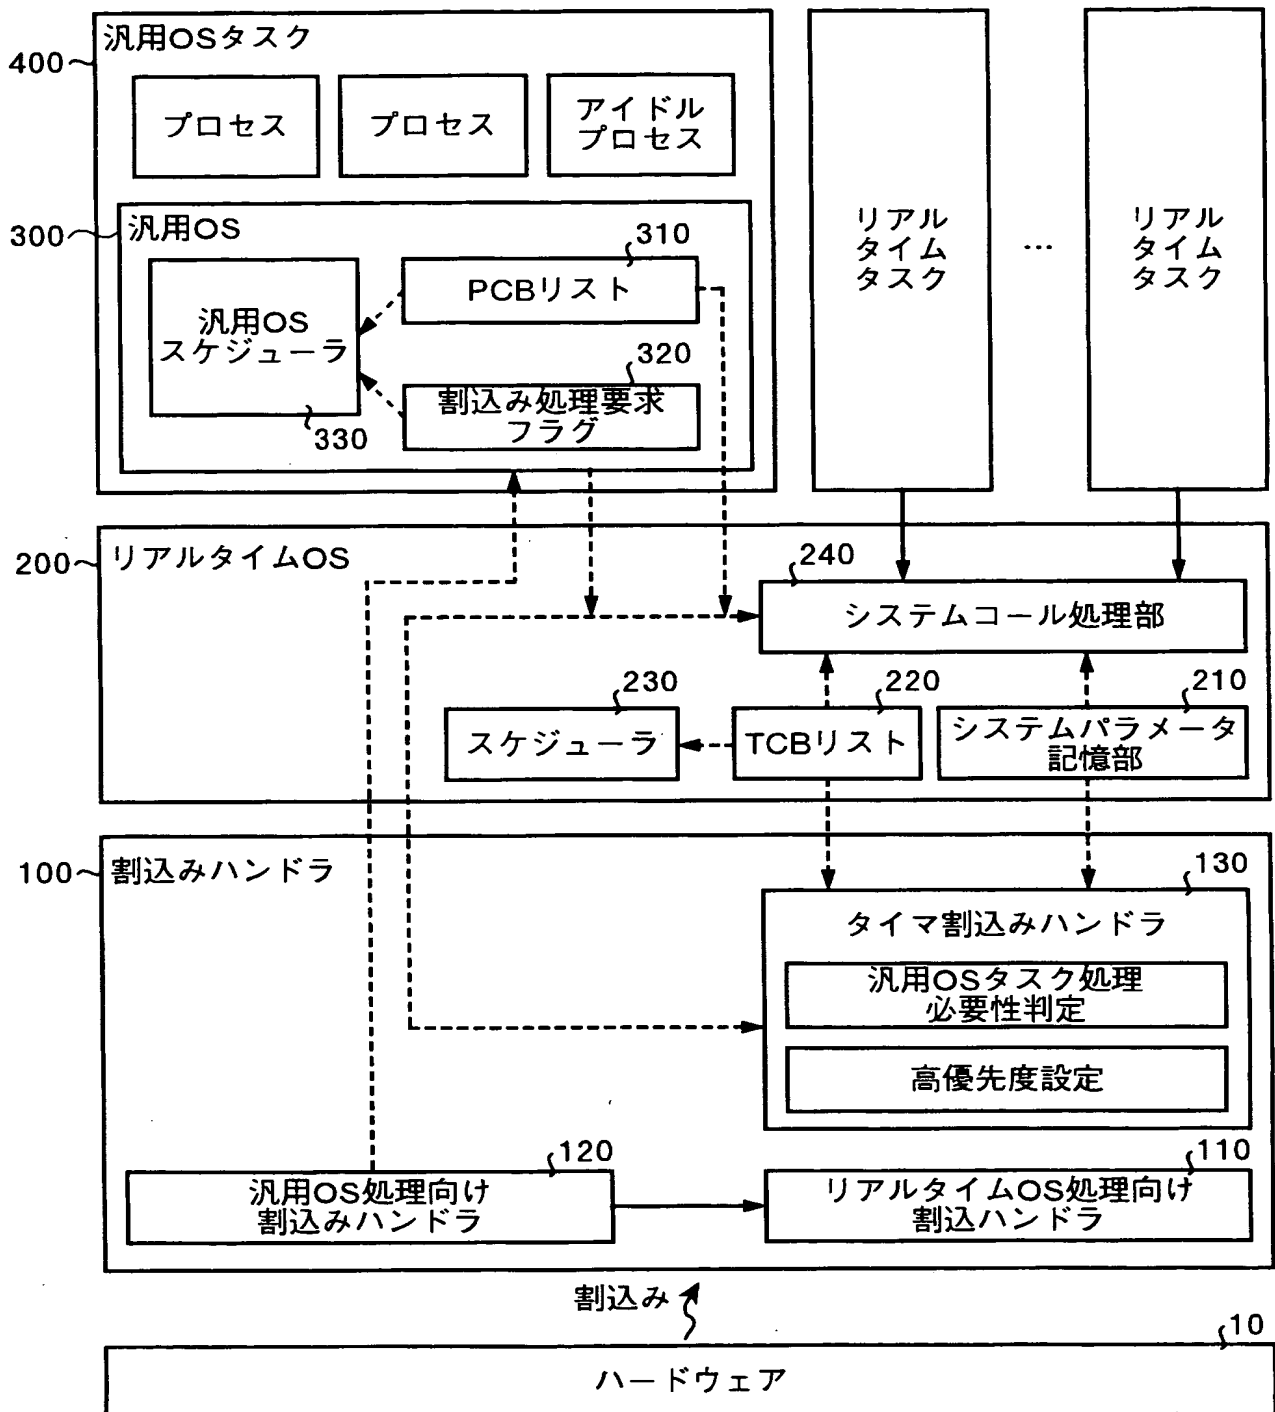 汎用OSタスク
400
プロセス
プロセス
アイドル
プロセス
300
汎用OS
310
PCBリスト
汎用OS
スケジューラ
320
割込み処理要求
フラグ
330
リアル
タイム
タスク
…
リアル
タイム
タスク
200
リアルタイムOS
240
システムコール処理部
230
スケジューラ
220
TCBリスト
210
システムパラメータ
記憶部
100
割込みハンドラ
130
タイマ割込みハンドラ
汎用OSタスク処理
必要性判定
高優先度設定
120
汎用OS処理向け
割込みハンドラ
110
リアルタイムOS処理向け
割込ハンドラ
割込み
10
ハードウェア